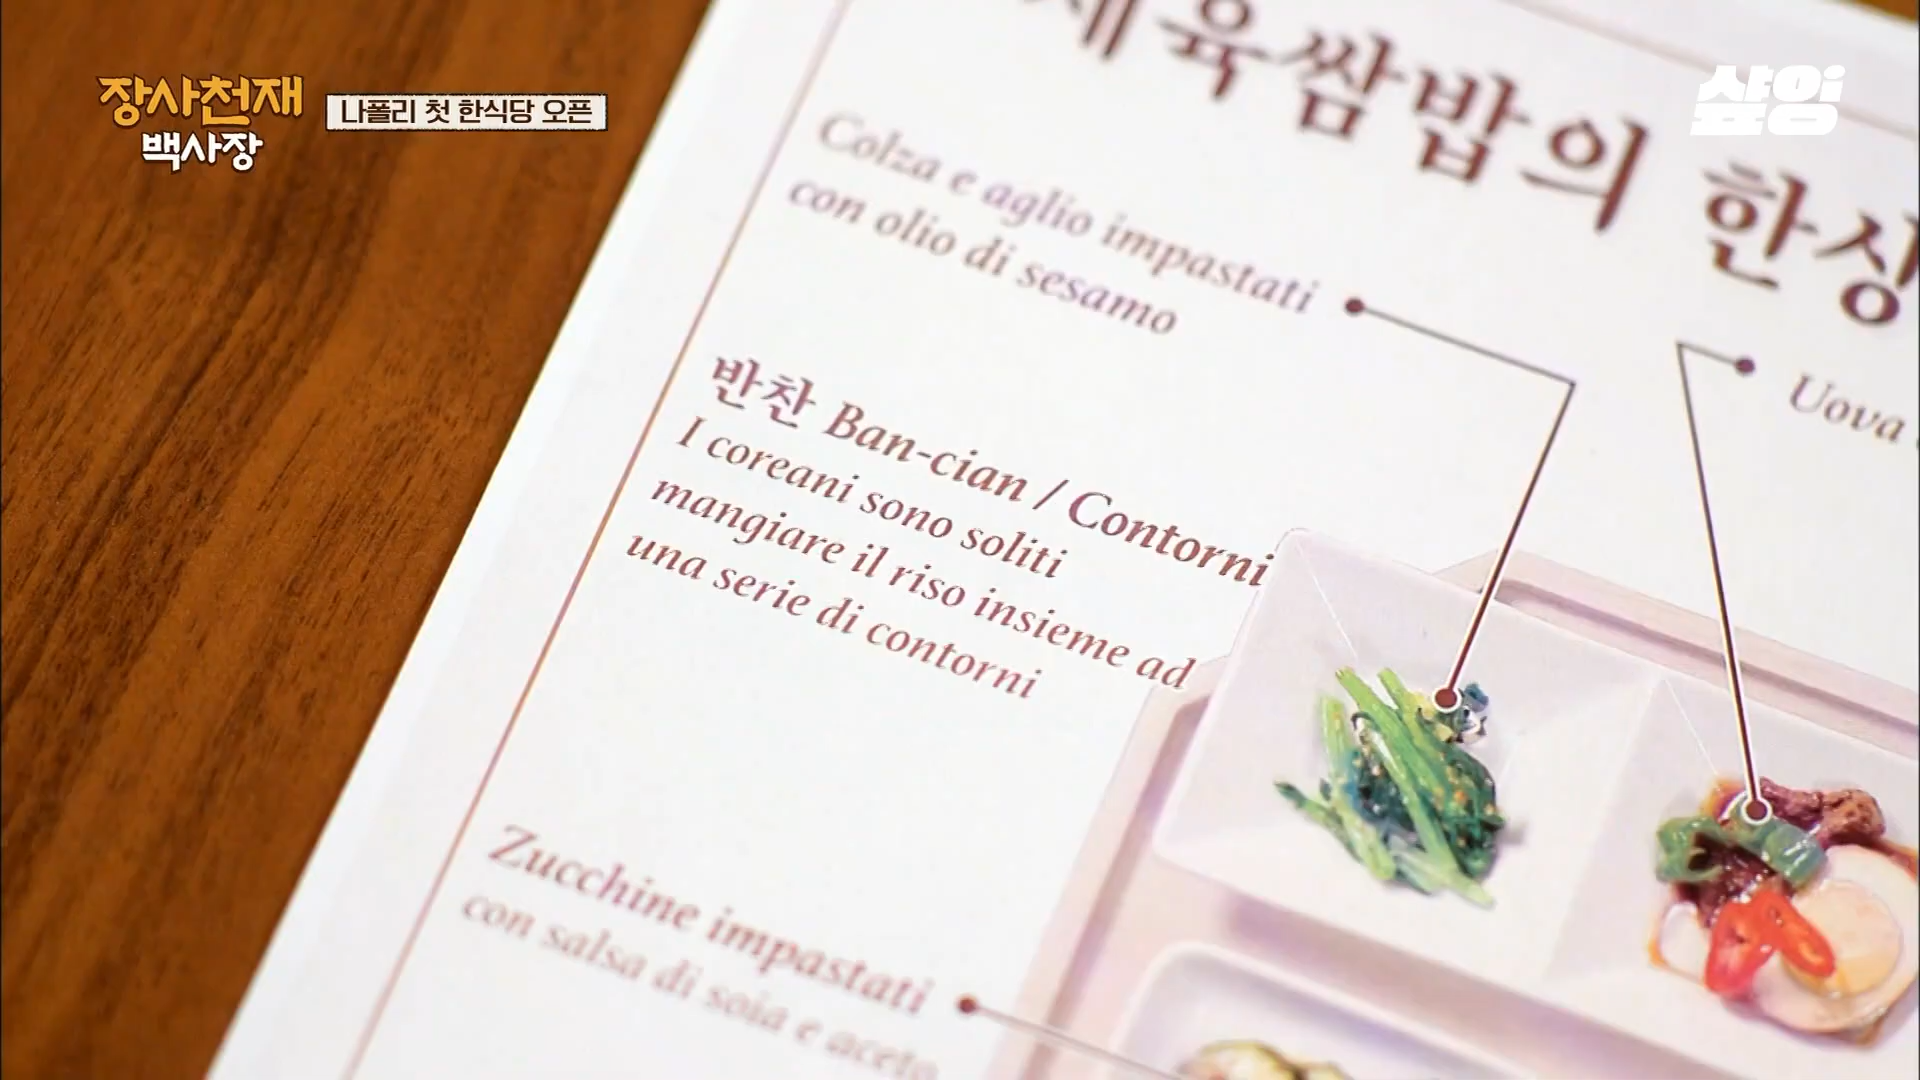 장사천재
백사장
나폴리 첫 한식당 오픈
샾잉
제육쌈밥의 한상
Colza e aglio impastati
con olio di sesamo
Uova
반찬 Ban-cian / Contorni
I coreani sono soliti
mangiare il riso insieme ad
una serie di contorni
Zucchine impastati
con salsa di soia e aceto